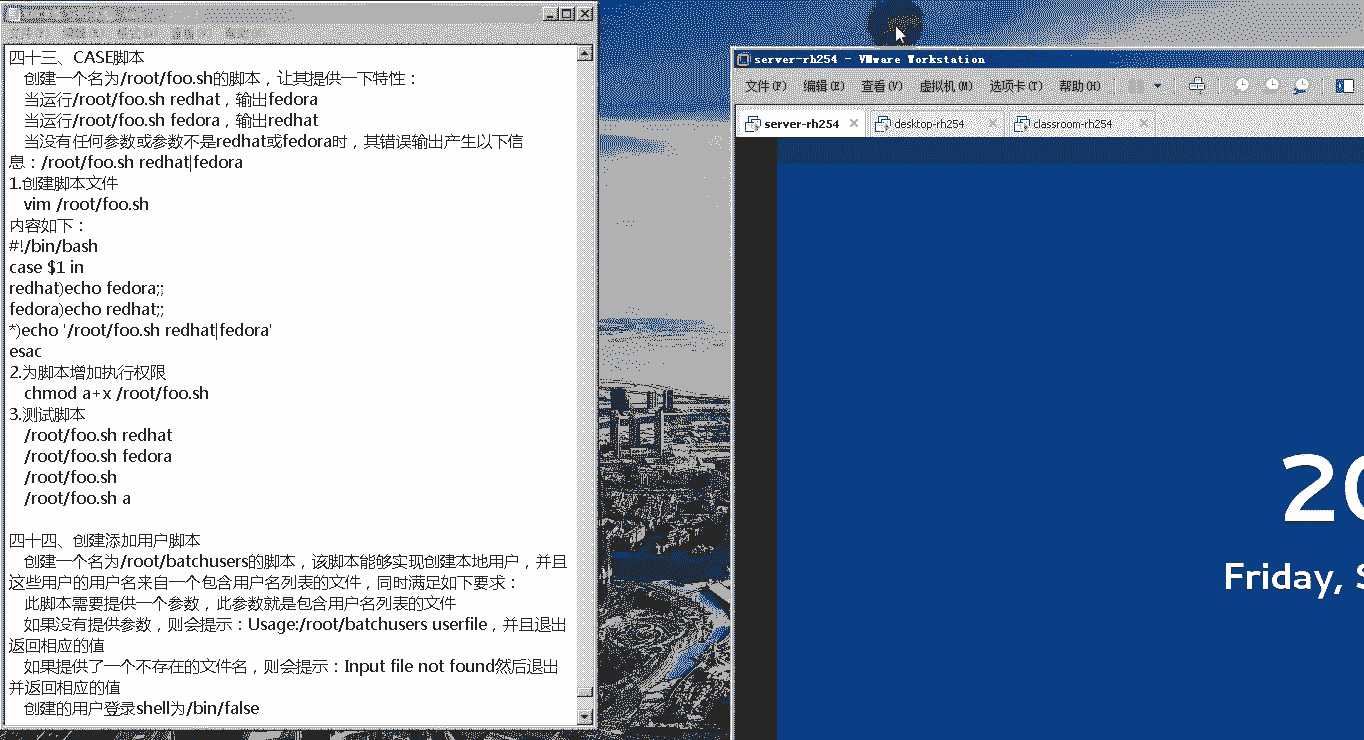 四十三、CASE脚本
创建一个名为/root/foo.sh的脚本，让其提供一下特性：
当运行/root/foo.sh redhat，输出fedora
当运行/root/foo.sh fedora，输出redhat
当没有任何参数或参数不是redhat或fedora时，其错误输出产生以下信
息：/root/foo.sh redhat|fedora
1.创建脚本文件
vim /root/foo.sh
内容如下：
#!/bin/bash
case $1 in
redhat)echo fedora;;
fedora)echo redhat;;
*)echo '/root/foo.sh redhat|fedora'
esac
2.为脚本增加执行权限
chmod a+x /root/foo.sh
3.测试脚本
/root/foo.sh redhat
/root/foo.sh fedora
/root/foo.sh
/root/foo.sh a
四十四、创建添加用户脚本
创建一个名为/root/batchusers的脚本，该脚本能够实现创建本地用户，并且
这些用户的用户名来自一个包含用户名列表的文件，同时满足如下要求：
此脚本需要提供一个参数，此参数就是包含用户名列表的文件
如果没有提供参数，则会提示：Usage:/root/batchusers userfile，并且退出
返回相应的值
如果提供了一个不存在的文件名，则会提示：Input file not found然后退出
并返回相应的值
创建的用户登录shell为/bin/false
server-rh254 - VMware Workstation
文件(F) 编辑(E) 查看(V) 虚拟机(M) 选项卡(T) 帮助(H)
server-rh254 desktop-rh254 classroom-rh254
20
Friday, S